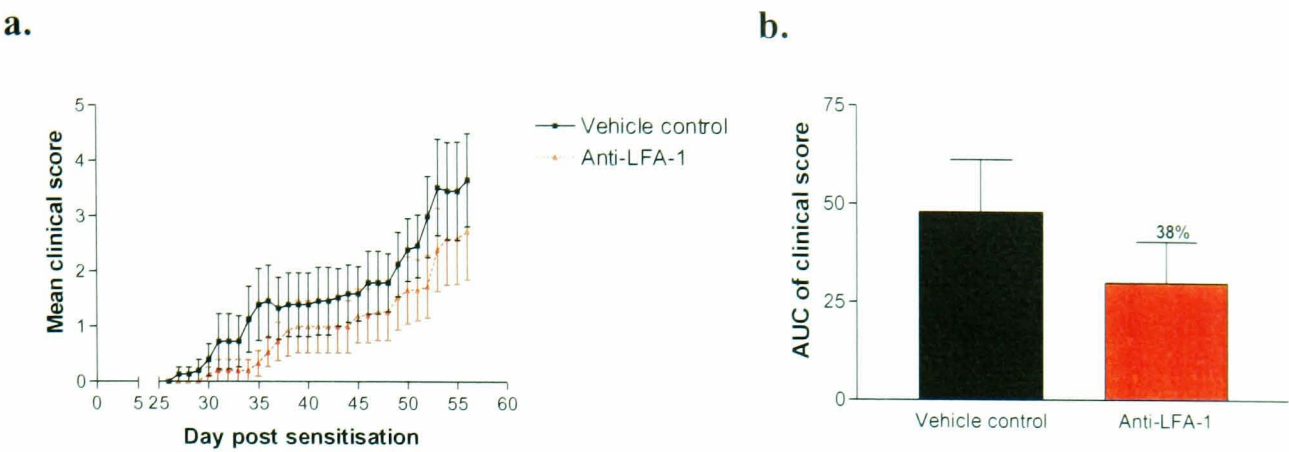 a.
Mean clinical score
5
4
3
2
1
0
0 5 25 30 35 40 45 50 55 60
Day post sensitisation
Vehicle control
Anti-LFA-1
b.
AUC of clinical score
75
50
25
0
38%
Vehicle control Anti-LFA-1